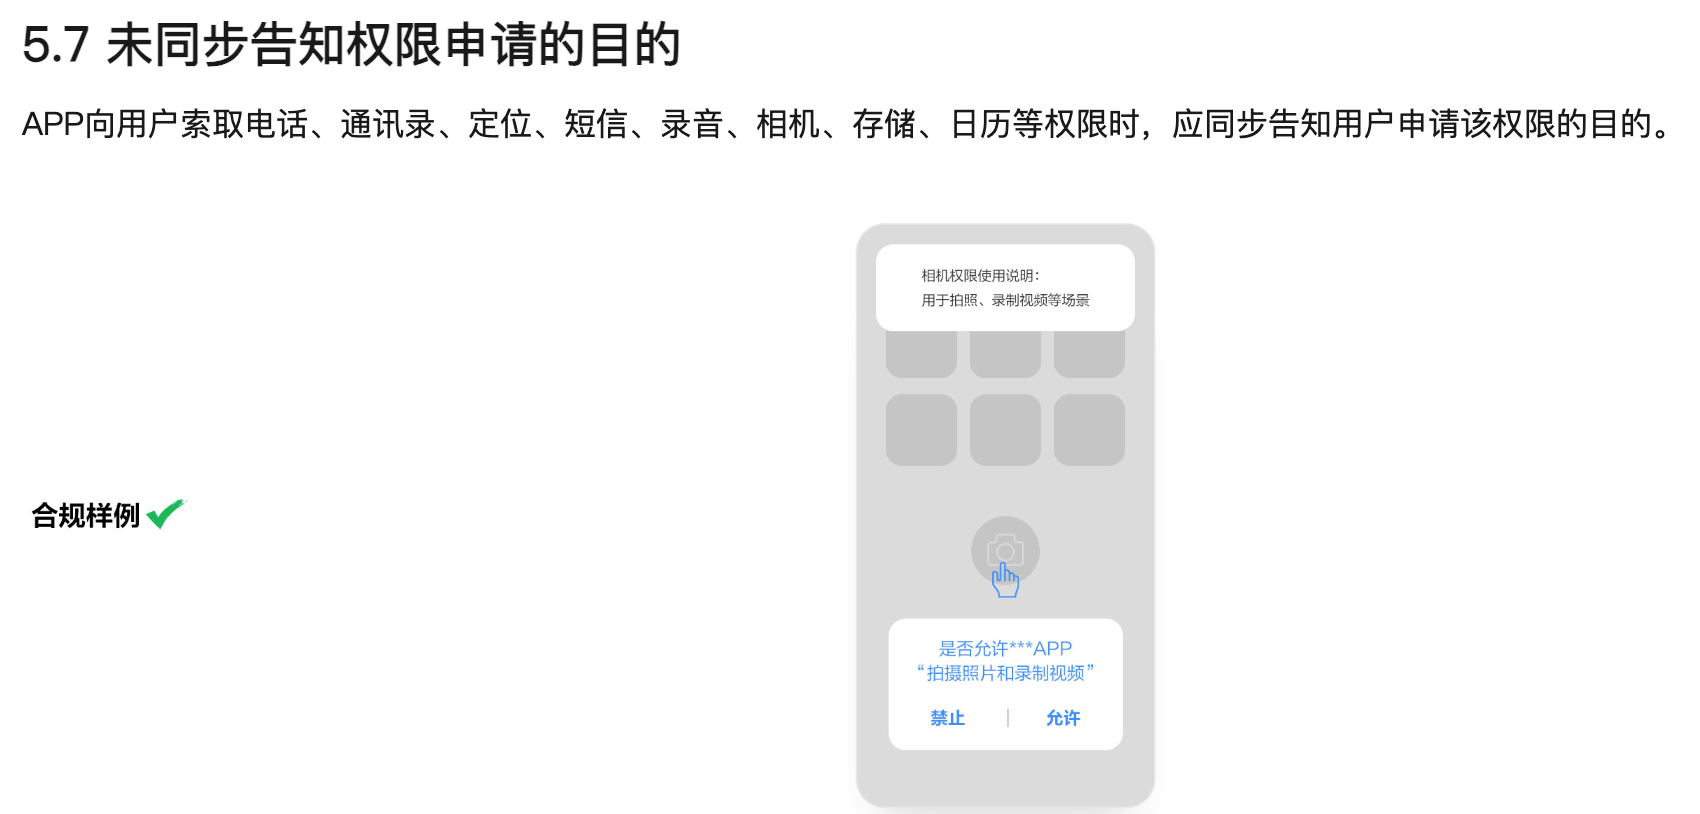 5.7 未同步告知权限申请的目的
APP向用户索取电话、通讯录、定位、短信、录音、相机、存储、日历等权限时，应同步告知用户申请该权限的目的。
相机权限使用说明：
用于拍照、录制视频等场景
合规样例
是否允许***APP
“拍摄照片和录制视频”
禁止 | 允许